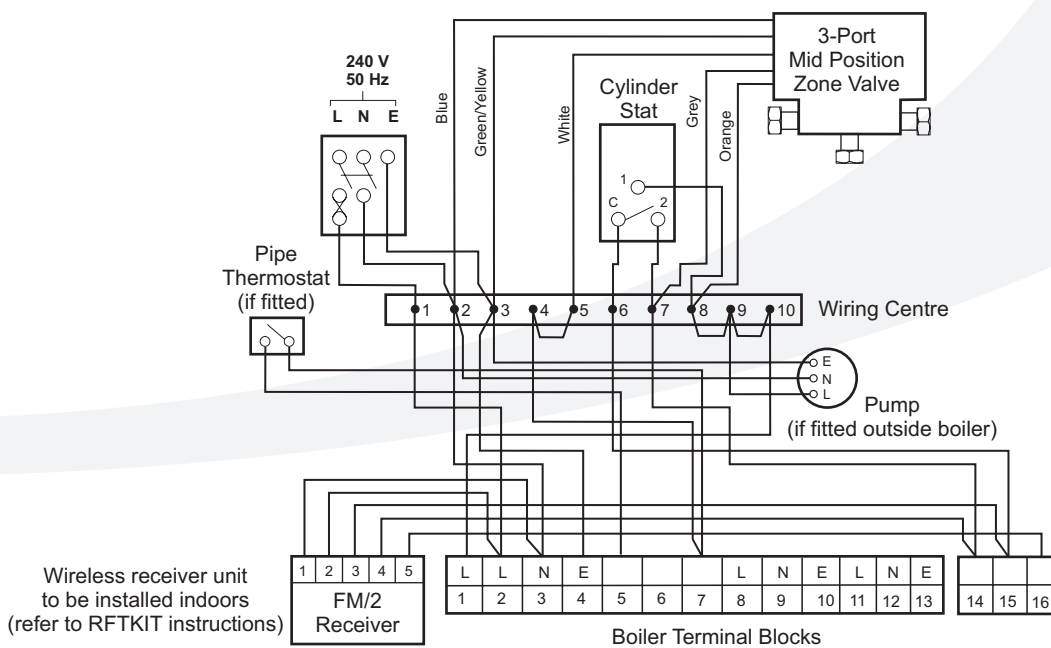 3-Port
Mid Position
Zone Valve
240 V
50 Hz
L N E
Blue
Green/Yellow
White
Cylinder
Stat
Grey
Orange
1
C 2
Pipe
Thermostat
(if fitted)
1 2 3 4 5 6 7 8 9 10
Wiring Centre
E
N
L
Pump
(if fitted outside boiler)
Wireless receiver unit
to be installed indoors
(refer to RFTKIT instructions)
1 2 3 4 5
FM/2
Receiver
L L N E L N E L N E
1 2 3 4 5 6 7 8 9 10 11 12 13 14 15 16
Boiler Terminal Blocks